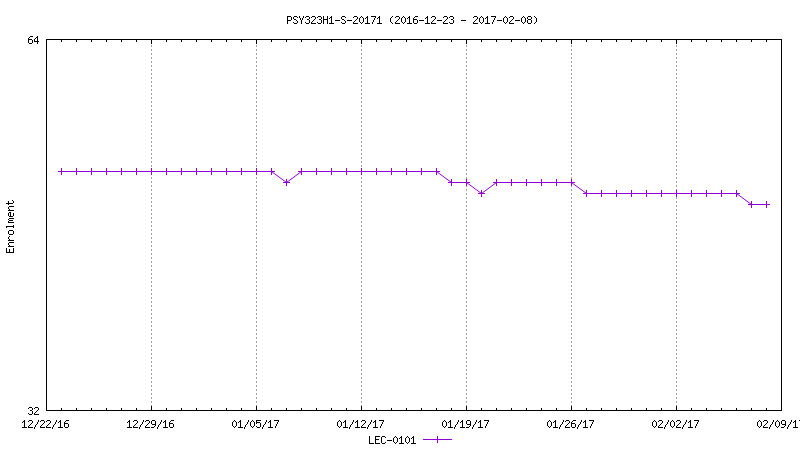 PSY323H1-S-20171 (2016-12-23 - 2017-02-08)
64
Enrolment
32
12/22/16 12/29/16 01/05/17 01/12/17 01/19/17 01/26/17 02/02/17 02/09/1
LEC-0101